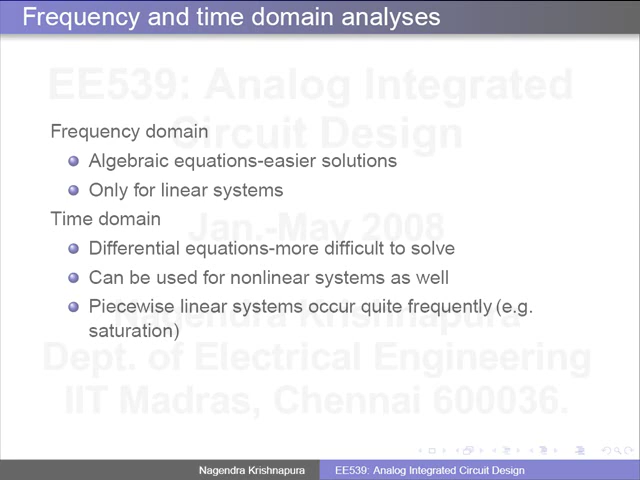 Frequency and time domain analyses
EE539: Analog Integrated
Circuit Design
Frequency domain
Algebraic equations-easier solutions
Only for linear systems
Time domain
Jan.-May 2008
Differential equations-more difficult to solve
Can be used for nonlinear systems as well
Piecewise linear systems occur quite frequently (e.g.
saturation)
Nagendra Krishnapura
Dept. of Electrical Engineering
IIT Madras, Chennai 600036.
Nagendra Krishnapura
EE539: Analog Integrated Circuit Design